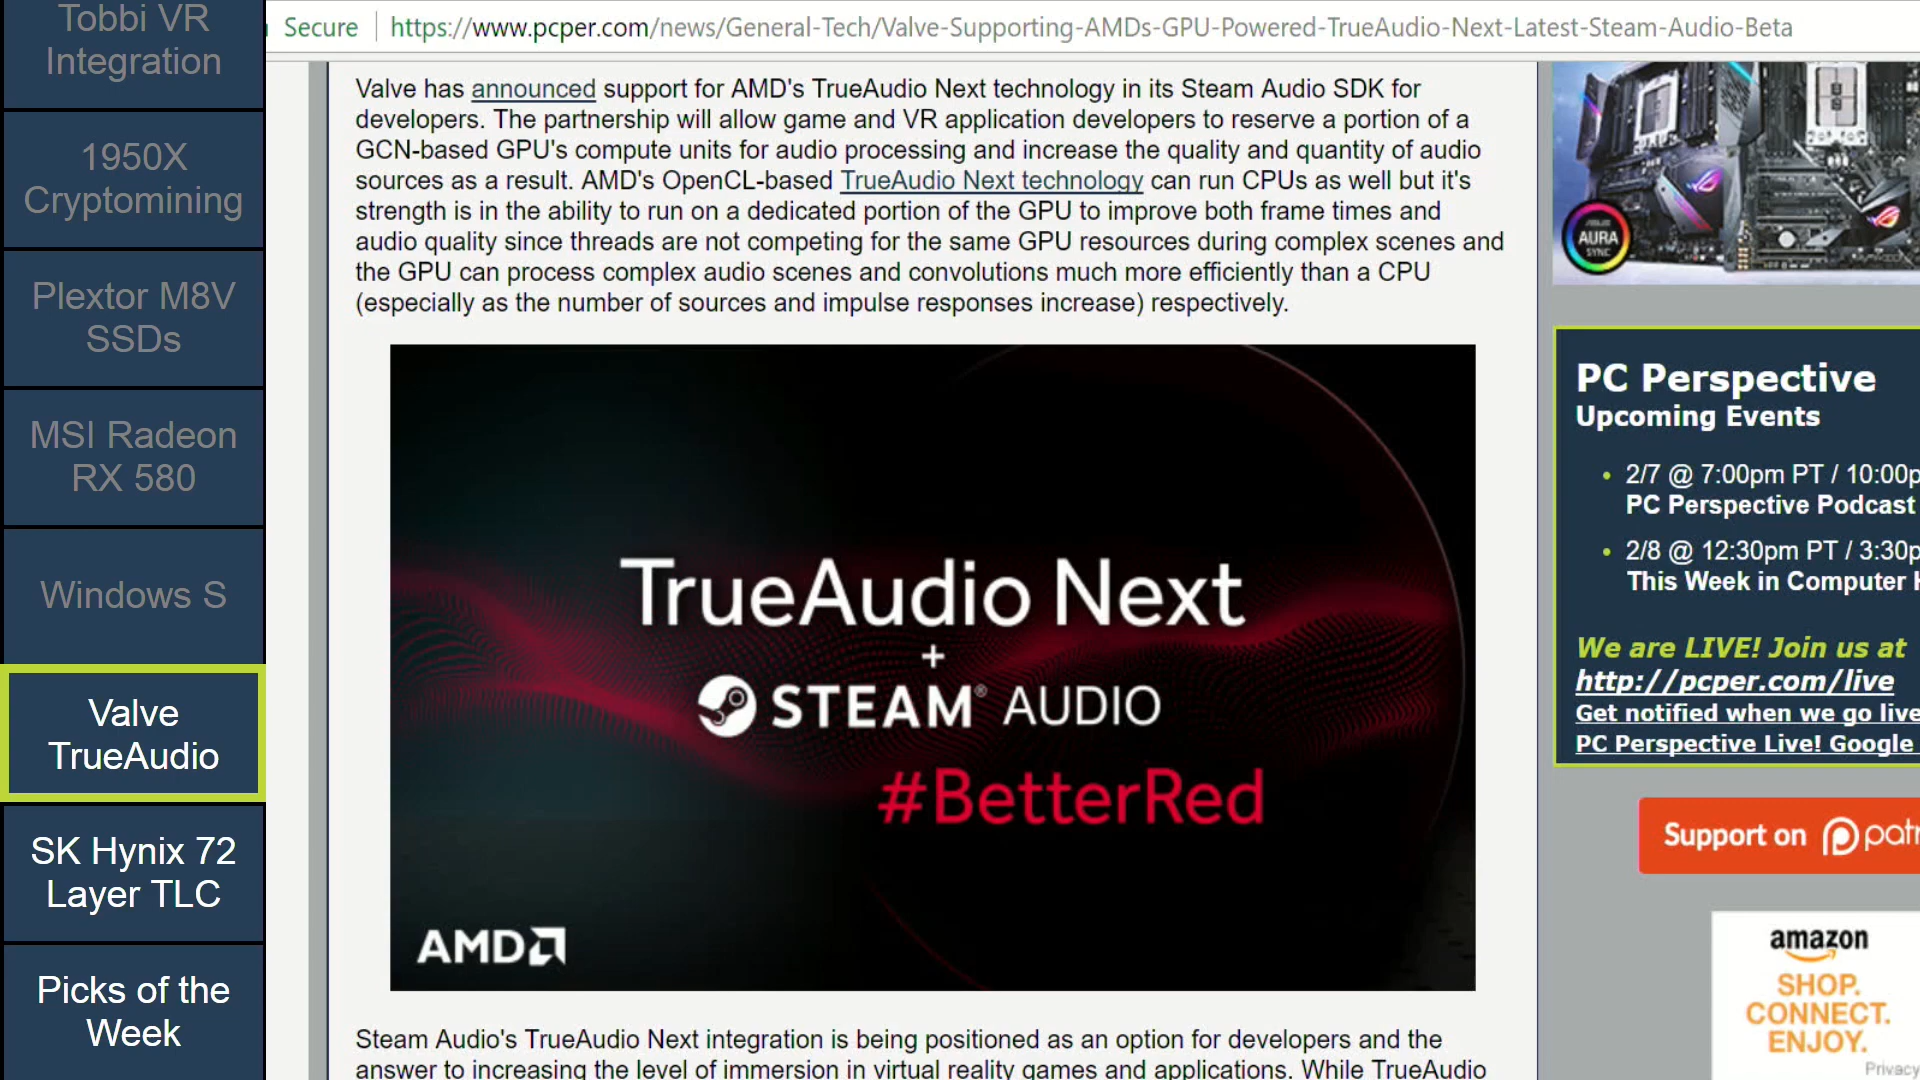 Tobbi VR
Integration
1950X
Cryptomining
Plextor M8V
SSDs
MSI Radeon
RX 580
Windows S
Valve
TrueAudio
SK Hynix 72
Layer TLC
Picks of the
Week
Secure
https://www.pcper.com/news/General-Tech/Valve-Supporting-AMDs-GPU-Powered-TrueAudio-Next-Latest-Steam-Audio-Beta
Valve has announced support for AMD's TrueAudio Next technology in its Steam Audio SDK for
developers. The partnership will allow game and VR application developers to reserve a portion of a
GCN-based GPU's compute units for audio processing and increase the quality and quantity of audio
sources as a result. AMD's OpenCL-based TrueAudio Next technology can run CPUs as well but it's
strength is in the ability to run on a dedicated portion of the GPU to improve both frame times and
audio quality since threads are not competing for the same GPU resources during complex scenes and
the GPU can process complex audio scenes and convolutions much more efficiently than a CPU
(especially as the number of sources and impulse responses increase) respectively.
TrueAudio Next
+
STEAM® AUDIO
#BetterRed
AMD
Steam Audio's TrueAudio Next integration is being positioned as an option for developers and the
answer to increasing the level of immersion in virtual reality games and applications. While TrueAudio
AURA
SYNC
PC Perspective
Upcoming Events
• 2/7 @ 7:00pm PT / 10:00p
PC Perspective Podcast
• 2/8 @ 12:30pm PT / 3:30p
This Week in Computer
We are LIVE! Join us at
http://pcper.com/live
Get notified when we go live
PC Perspective Live! Google
Support on patr
amazon
SHOP.
CONNECT.
ENJOY.
Privacy